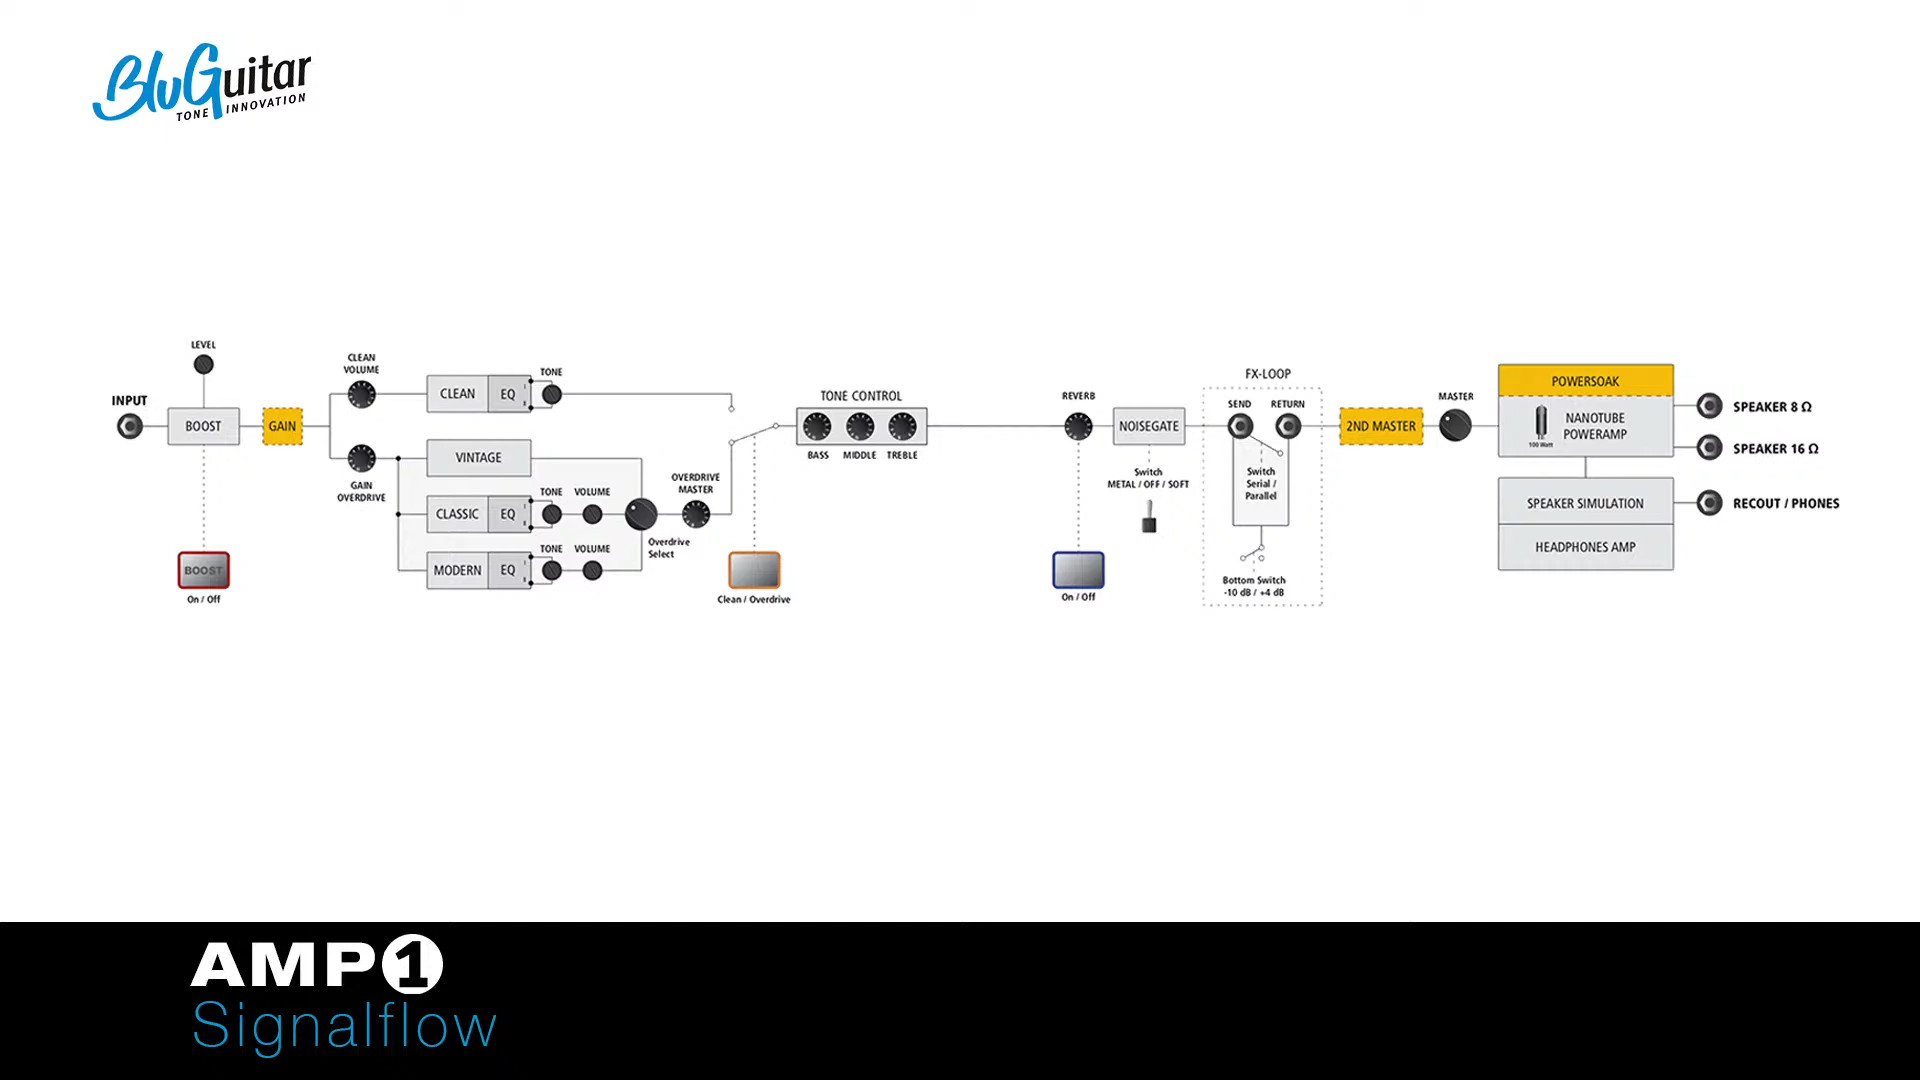 BluGuitar
TONE INNOVATION
LEVEL
INPUT
BOOST
GAIN
BOOST
On / Off
CLEAN
VOLUME
GAIN
OVERDRIVE
CLEAN
EQ
TONE
VINTAGE
CLASSIC
EQ
TONE
VOLUME
MODERN
EQ
TONE
VOLUME
Overdrive
Select
OVERDRIVE
MASTER
Clean / Overdrive
TONE CONTROL
BASS
MIDDLE
TREBLE
REVERB
On / Off
NOISEGATE
Switch
METAL / OFF / SOFT
FX-LOOP
SEND
RETURN
Switch
Serial /
Parallel
Bottom Switch
-10 dB / +4 dB
2ND MASTER
MASTER
POWERSOAK
100 Watt
NANOTUBE
POWERAMP
SPEAKER SIMULATION
HEADPHONES AMP
SPEAKER 8 Ω
SPEAKER 16 Ω
RECOUT / PHONES
AMP1
Signalflow